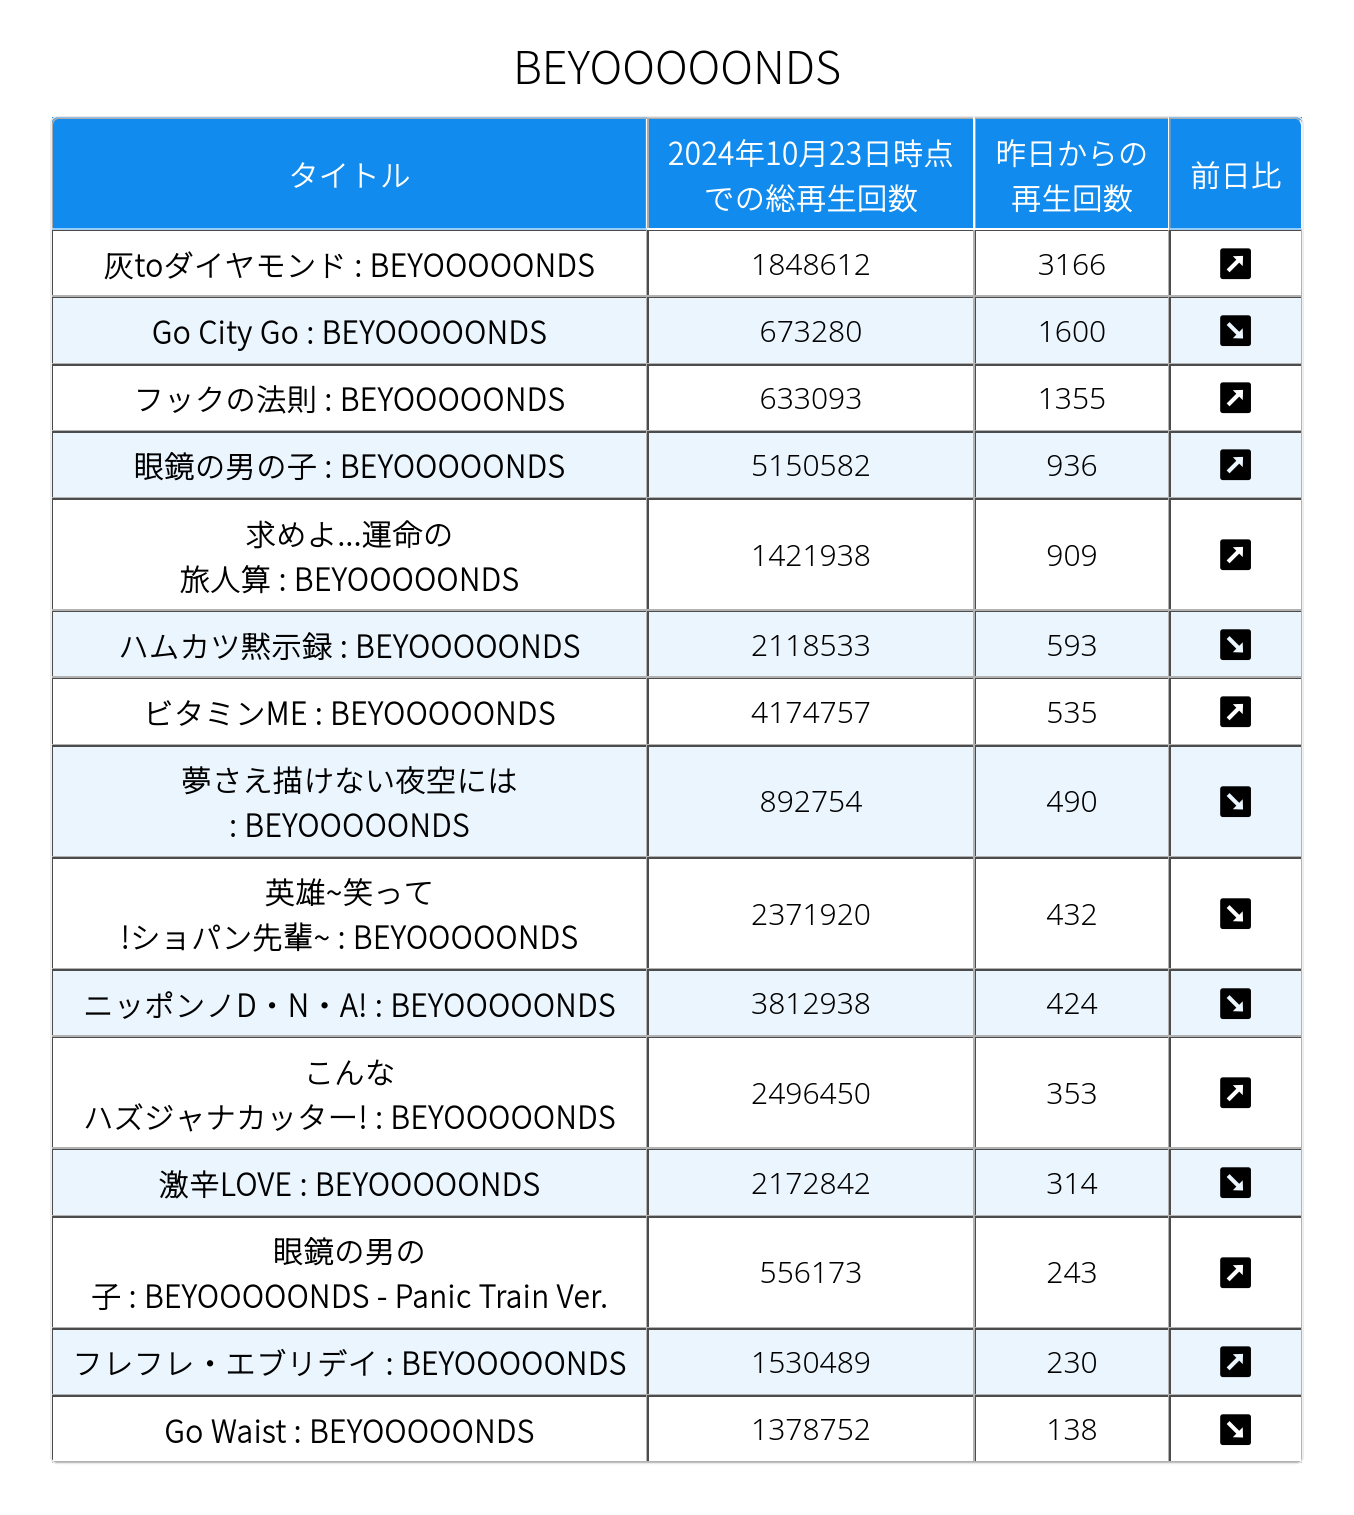 BEYOOOOONDS
タイトル
2024年10月23日時点
での総再生回数
昨日からの
再生回数
前日比
灰toダイヤモンド : BEYOOOOONDS 1848612 3166
Go City Go : BEYOOOOONDS 673280 1600
フックの法則 : BEYOOOOONDS 633093 1355
眼鏡の男の子 : BEYOOOOONDS 5150582 936
求めよ...運命の
旅人算 : BEYOOOOONDS 1421938 909
ハムカツ黙示録 : BEYOOOOONDS 2118533 593
ビタミンME : BEYOOOOONDS 4174757 535
夢さえ描けない夜空には
: BEYOOOOONDS 892754 490
英雄~笑って
!ショパン先輩~ : BEYOOOOONDS 2371920 432
ニッポンノD・N・A! : BEYOOOOONDS 3812938 424
こんな
ハズジャナカッター! : BEYOOOOONDS 2496450 353
激辛LOVE : BEYOOOOONDS 2172842 314
眼鏡の男の
子 : BEYOOOOONDS - Panic Train Ver. 556173 243
フレフレ・エブリデイ : BEYOOOOONDS 1530489 230
Go Waist : BEYOOOOONDS 1378752 138